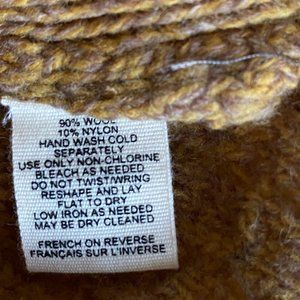 90% WOOL
10% NYLON
HAND WASH COLD
SEPARATELY
USE ONLY NON-CHLORINE
BLEACH AS NEEDED
DO NOT TWIST/WRING
RESHAPE AND LAY
FLAT TO DRY
LOW IRON AS NEEDED
MAY BE DRY CLEANED
FRENCH ON REVERSE
FRANÇAIS SUR L'INVERSE